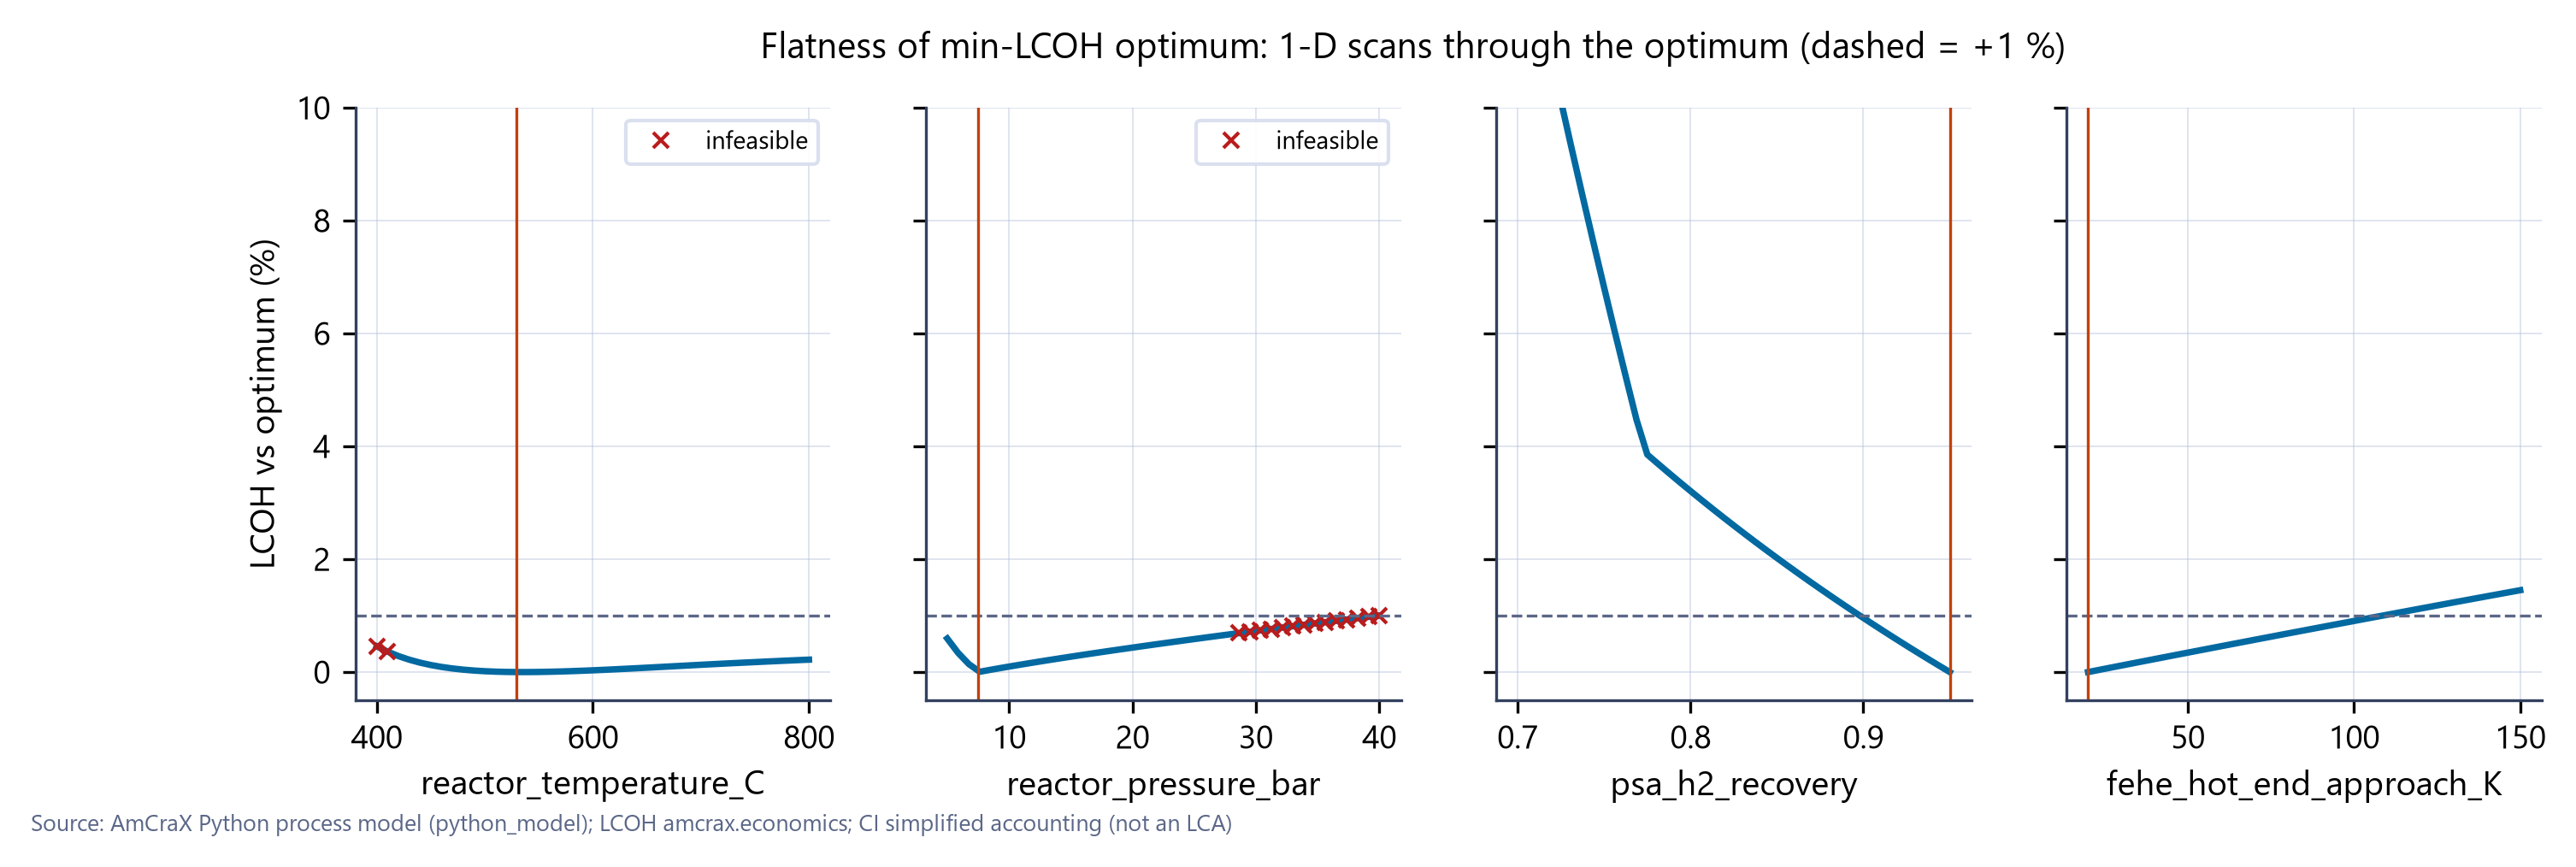 Flatness of min-LCOH optimum: 1-D scans through the optimum (dashed = +1 %)
LCOH vs optimum (%)
10
8
6
4
2
0
infeasible
400 600 800
reactor_temperature_C
infeasible
10 20 30 40
reactor_pressure_bar
0.7 0.8 0.9
psa_h2_recovery
50 100 150
fehe_hot_end_approach_K
Source: AmCraX Python process model (python_model); LCOH amcrax.economics; CI simplified accounting (not an LCA)